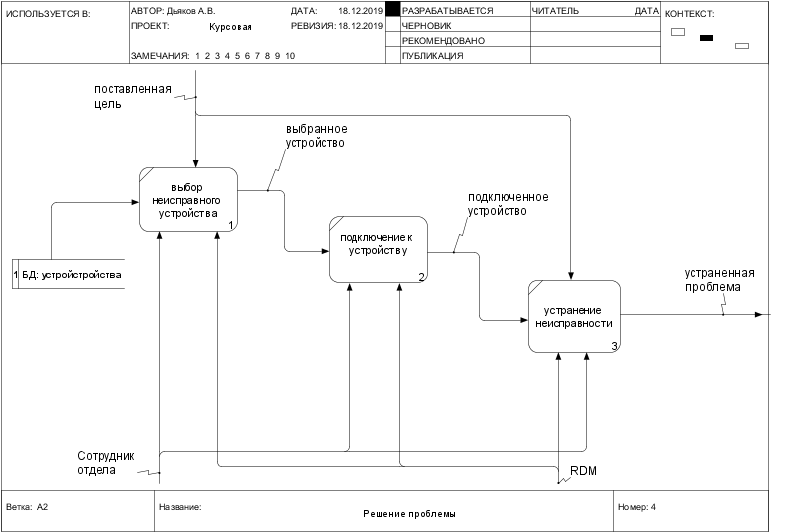 ИСПОЛЬЗУЕТСЯ В:
АВТОР: Дьяков А.В.
ДАТА: 18.12.2019
РАЗРАБАТЫВАЕТСЯ
ЧИТАТЕЛЬ
ДАТА
КОНТЕКСТ:
ПРОЕКТ: Курсовая
РЕВИЗИЯ: 18.12.2019
ЧЕРНОВИК
РЕКОМЕНДОВАНО
ЗАМЕЧАНИЯ: 1 2 3 4 5 6 7 8 9 10
ПУБЛИКАЦИЯ
поставленная
цель
выбранное
устройство
выбор
неисправного
устройства
1
подключенное
устройство
подключение к
устройству
2
1 БД: устройстройства
устраненная
проблема
устранение
неисправности
3
Сотрудник
отдела
RDM
Ветка: A2
Название:
Решение проблемы
Номер: 4